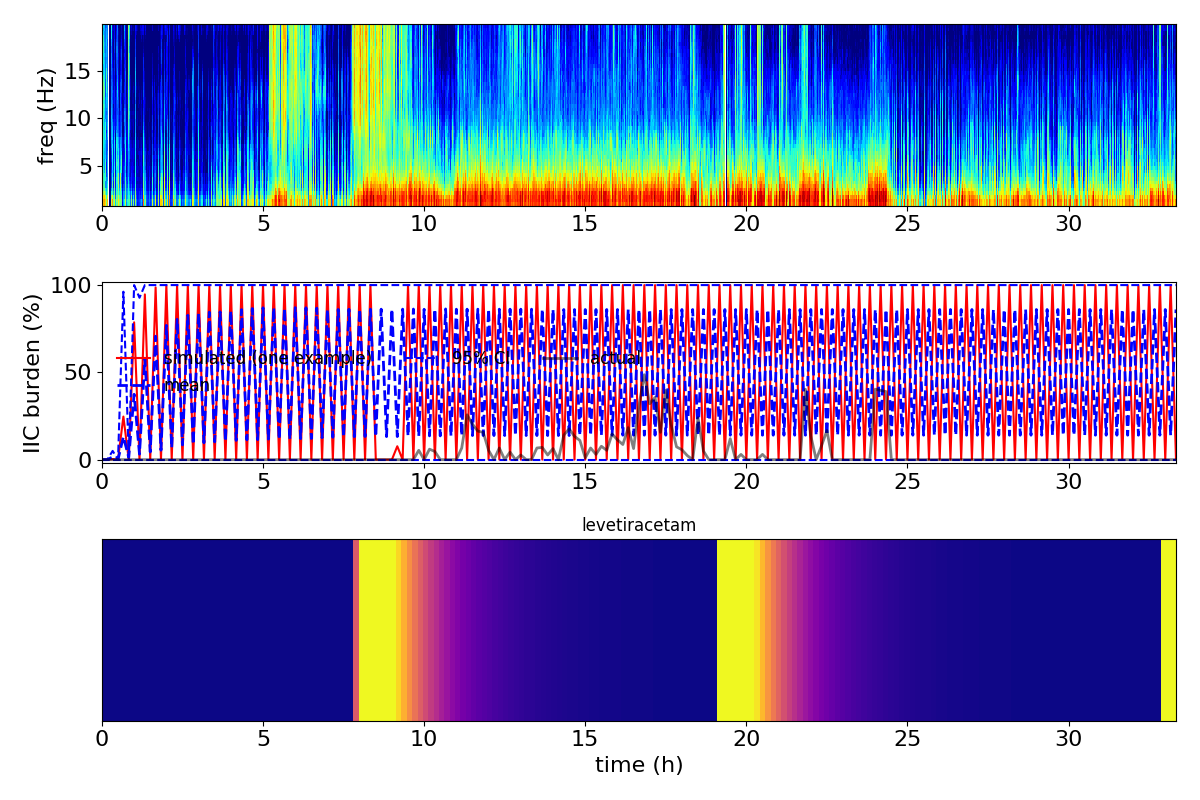 freq (Hz)
15
10
5
0 5 10 15 20 25 30
IIC burden (%)
100
50
0
simulated (one example) 95% CI actual
mean
0 5 10 15 20 25 30
levetiracetam
0 5 10 15 20 25 30
time (h)